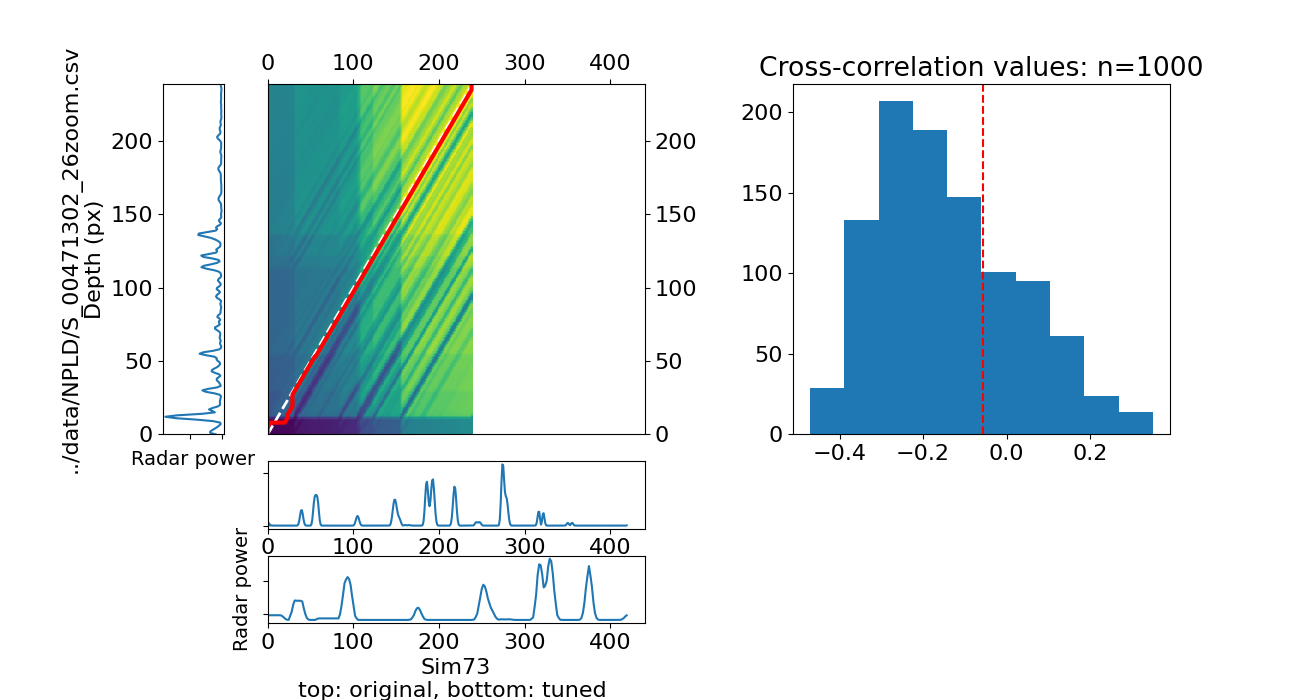 0 100 200 300 400
Cross-correlation values: n=1000
../data/NPLD/S_00471302_26zoom.csv
Depth (px)
200
150
100
50
0
200
150
100
50
0
200
150
100
50
0
−0.4 −0.2 0.0 0.2
Radar power
0 100 200 300 400
Radar power
0 100 200 300 400
Sim73
top: original, bottom: tuned